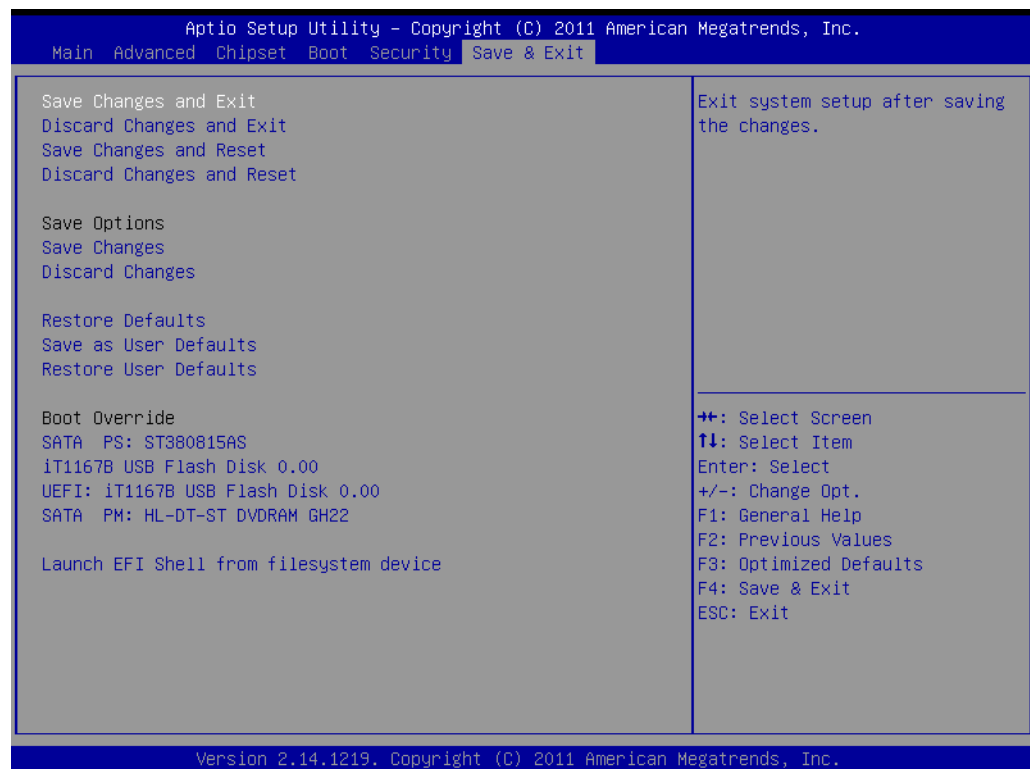 Aptio Setup Utility – Copyright (C) 2011 American Megatrends, Inc.
Main Advanced Chipset Boot Security Save & Exit
Save Changes and Exit
Discard Changes and Exit
Save Changes and Reset
Discard Changes and Reset
Save Options
Save Changes
Discard Changes
Restore Defaults
Save as User Defaults
Restore User Defaults
Boot Override
SATA PS: ST380815AS
iT1167B USB Flash Disk 0.00
UEFI: iT1167B USB Flash Disk 0.00
SATA PM: HL-DT-ST DVDRAM GH22
Launch EFI Shell from filesystem device
Exit system setup after saving
the changes.
→←: Select Screen
↑↓: Select Item
Enter: Select
+/-: Change Opt.
F1: General Help
F2: Previous Values
F3: Optimized Defaults
F4: Save & Exit
ESC: Exit
Version 2.14.1219. Copyright (C) 2011 American Megatrends, Inc.